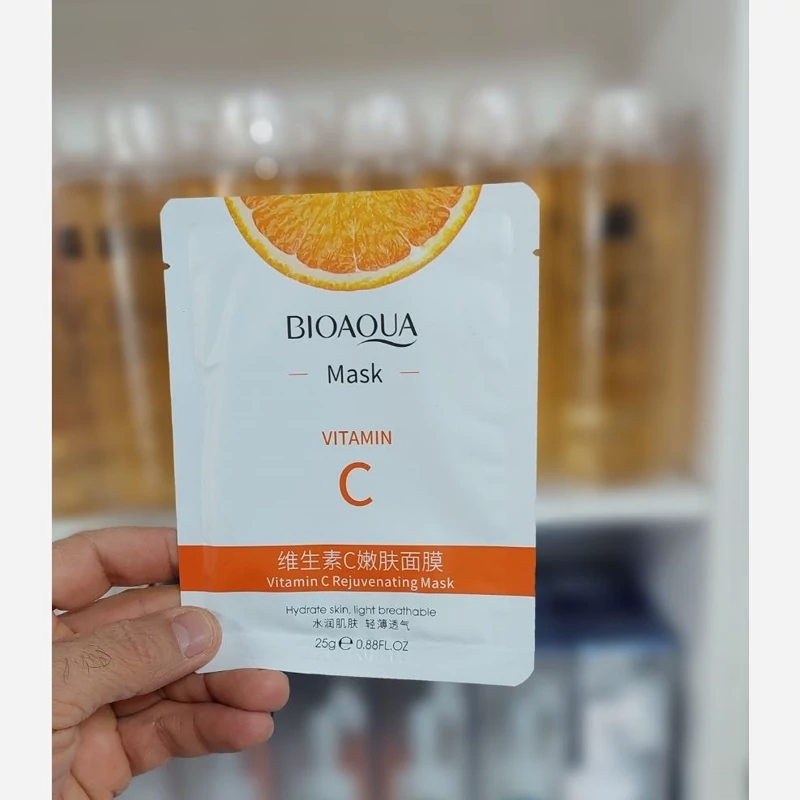 BIOAQUA
Mask
VITAMIN
C
维生素C嫩肤面膜
Vitamin C Rejuvenating Mask
Hydrate skin, light breathable
水润肌肤 轻薄透气
25g ℮ 0.88FL.OZ